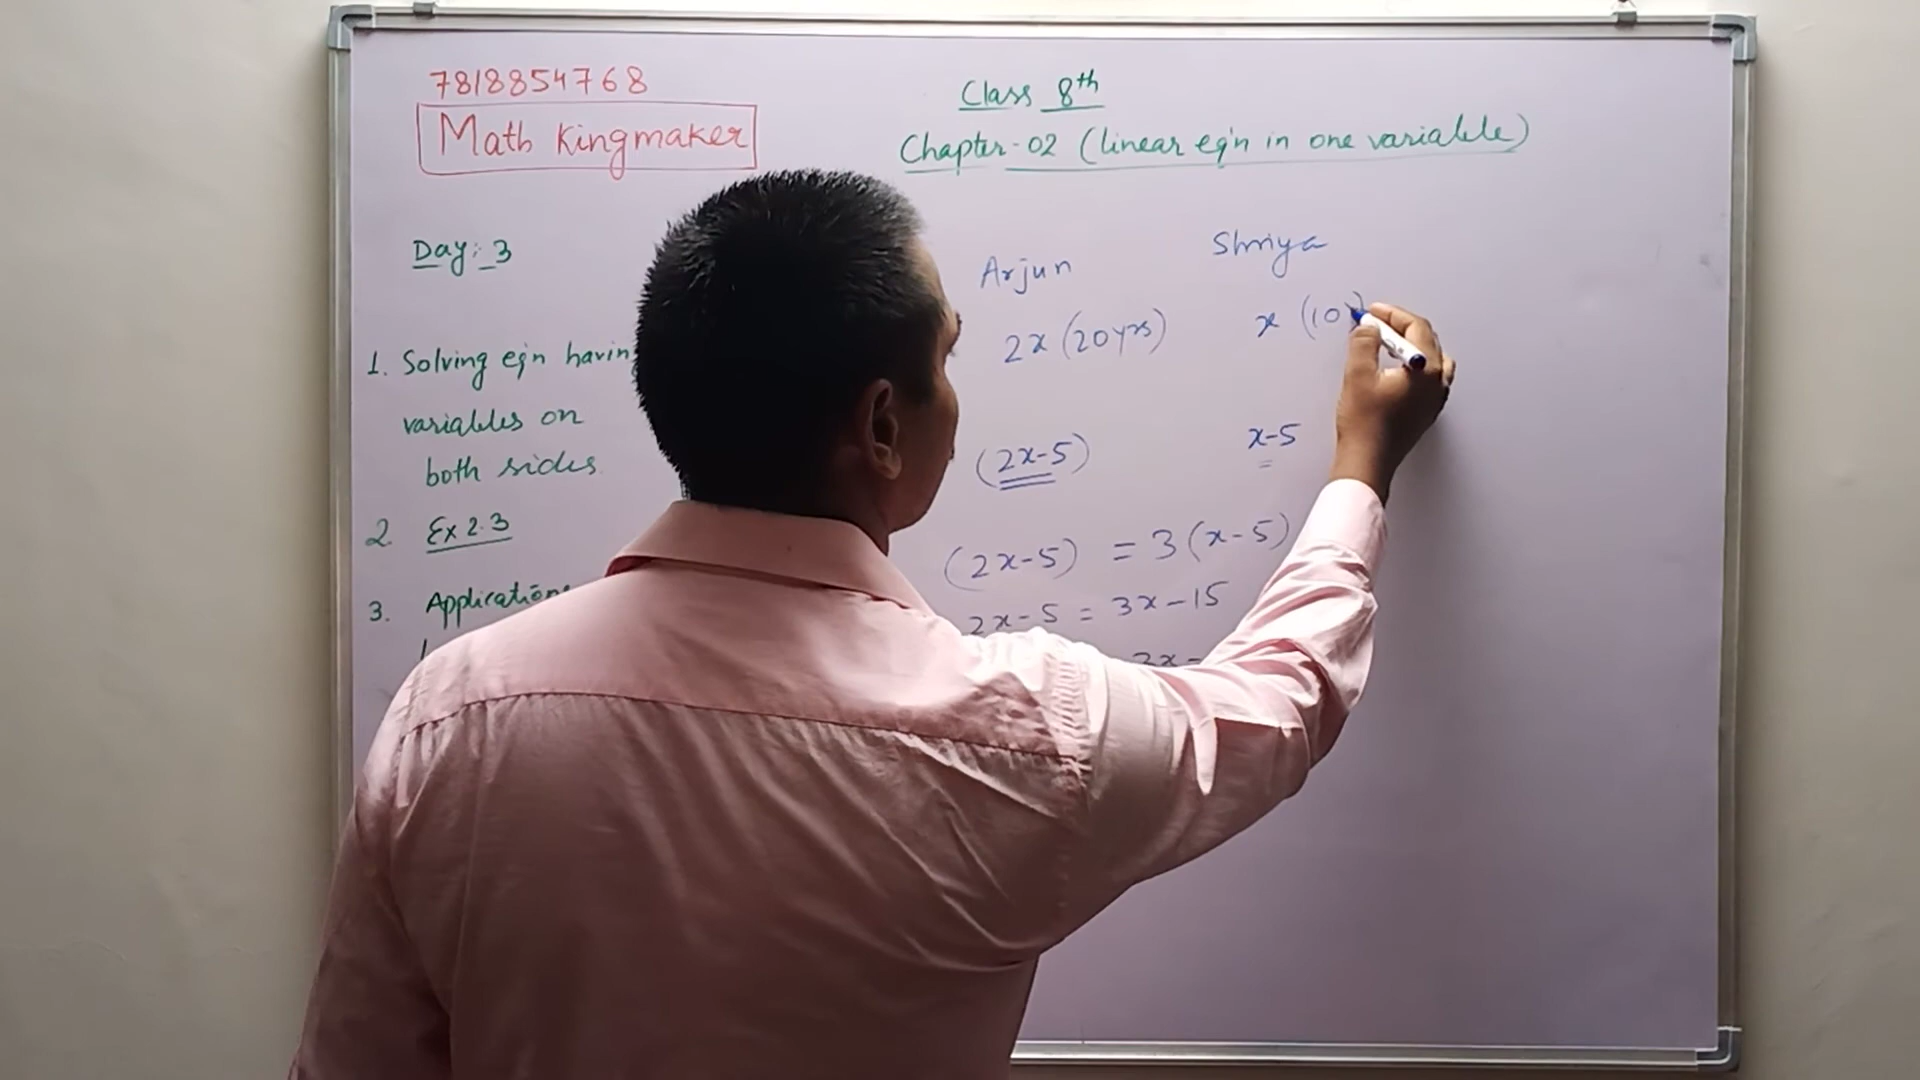 7818854768
Math Kingmaker
Class 8th
Chapter-02 (linear eq'n in one variable)
Day: 3
1. Solving eq'n having
variables on
both sides
2. Ex 2.3
3. Applications
Arjun
Shriya
2x (20yrs)
x (10
(2x-5)
x-5
(2x-5) = 3(x-5)
2x-5 = 3x-15